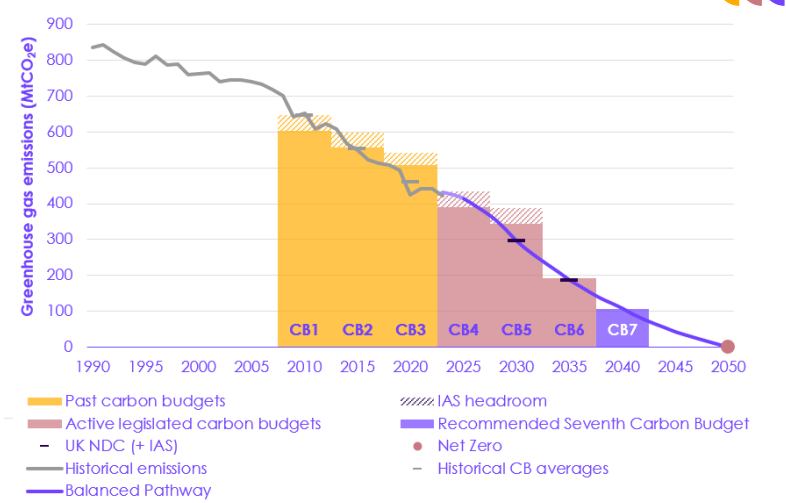 Greenhouse gas emissions (MtCO₂e)
900
800
700
600
500
400
300
200
100
0
CB1 CB2 CB3 CB4 CB5 CB6 CB7
1990 1995 2000 2005 2010 2015 2020 2025 2030 2035 2040 2045 2050
Past carbon budgets IAS headroom
Active legislated carbon budgets Recommended Seventh Carbon Budget
UK NDC (+ IAS) Net Zero
Historical emissions Historical CB averages
Balanced Pathway